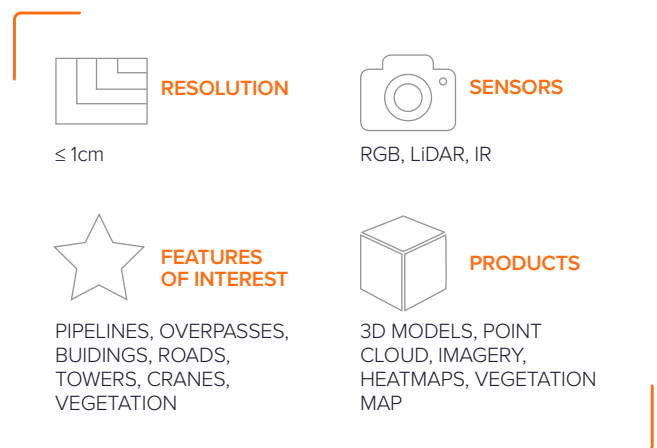 RESOLUTION
≤ 1cm
SENSORS
RGB, LiDAR, IR
FEATURES
OF INTEREST
PIPELINES, OVERPASSES,
BUIDINGS, ROADS,
TOWERS, CRANES,
VEGETATION
PRODUCTS
3D MODELS, POINT
CLOUD, IMAGERY,
HEATMAPS, VEGETATION
MAP